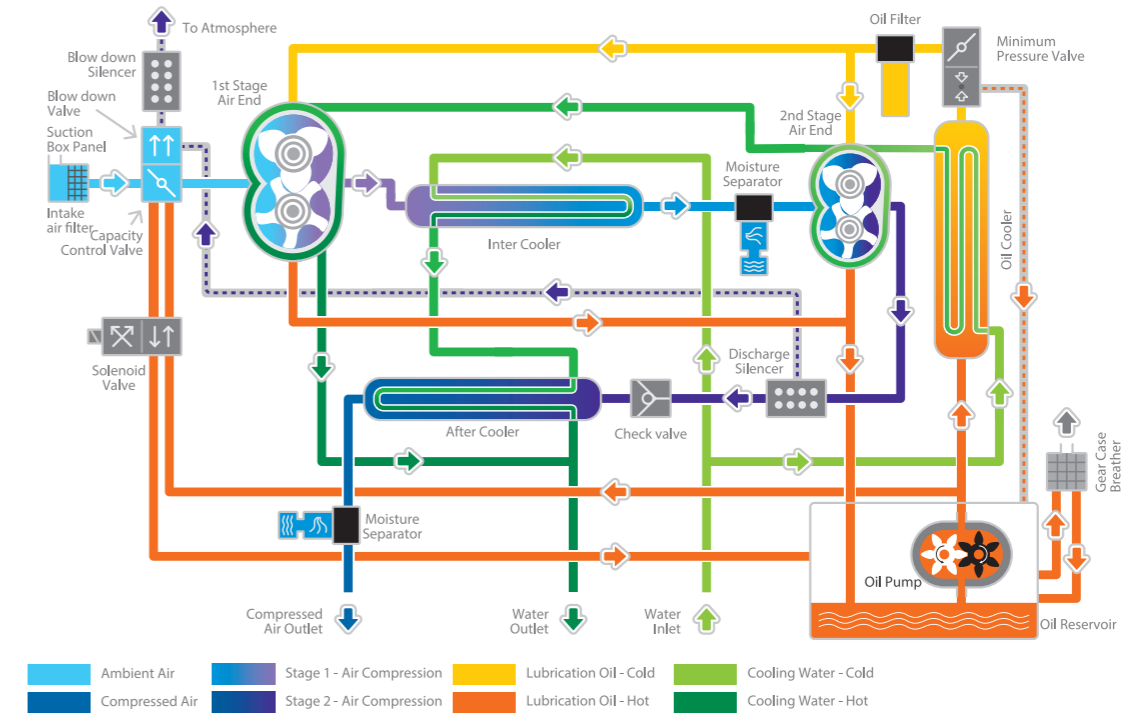 To Atmosphere
Blow down
Silencer
Blow down
Valve
Suction
Box Panel
Intake
air filter
Capacity
Control Valve
1st Stage
Air End
Oil Filter
Minimum
Pressure Valve
2nd Stage
Air End
Moisture
Separator
Inter Cooler
Oil Cooler
Solenoid
Valve
Discharge
Silencer
After Cooler
Check valve
Gear Case
Breather
Moisture
Separator
Oil Pump
Compressed
Air Outlet
Water
Outlet
Water
Inlet
Oil Reservoir
Ambient Air
Stage 1 - Air Compression
Lubrication Oil - Cold
Cooling Water - Cold
Compressed Air
Stage 2 - Air Compression
Lubrication Oil - Hot
Cooling Water - Hot